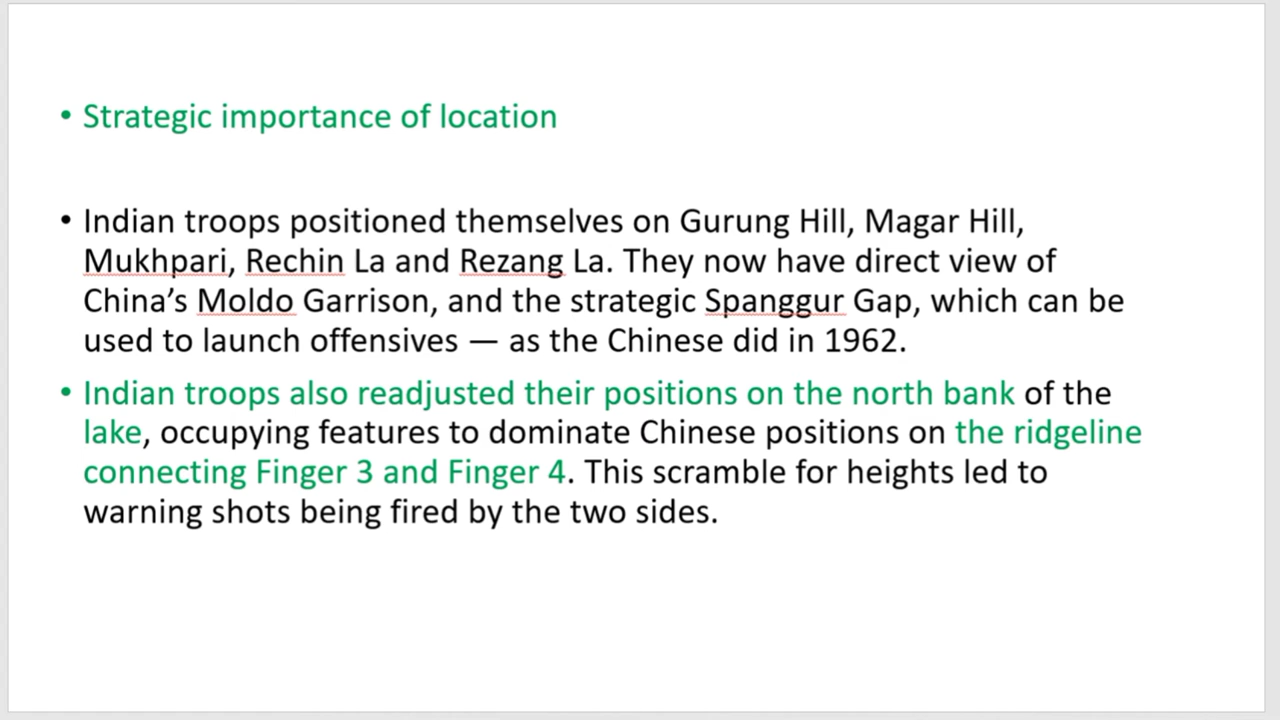 • Strategic importance of location
• Indian troops positioned themselves on Gurung Hill, Magar Hill,
Mukhpari, Rechin La and Rezang La. They now have direct view of
China’s Moldo Garrison, and the strategic Spanggur Gap, which can be
used to launch offensives — as the Chinese did in 1962.
• Indian troops also readjusted their positions on the north bank of the
lake, occupying features to dominate Chinese positions on the ridgeline
connecting Finger 3 and Finger 4. This scramble for heights led to
warning shots being fired by the two sides.